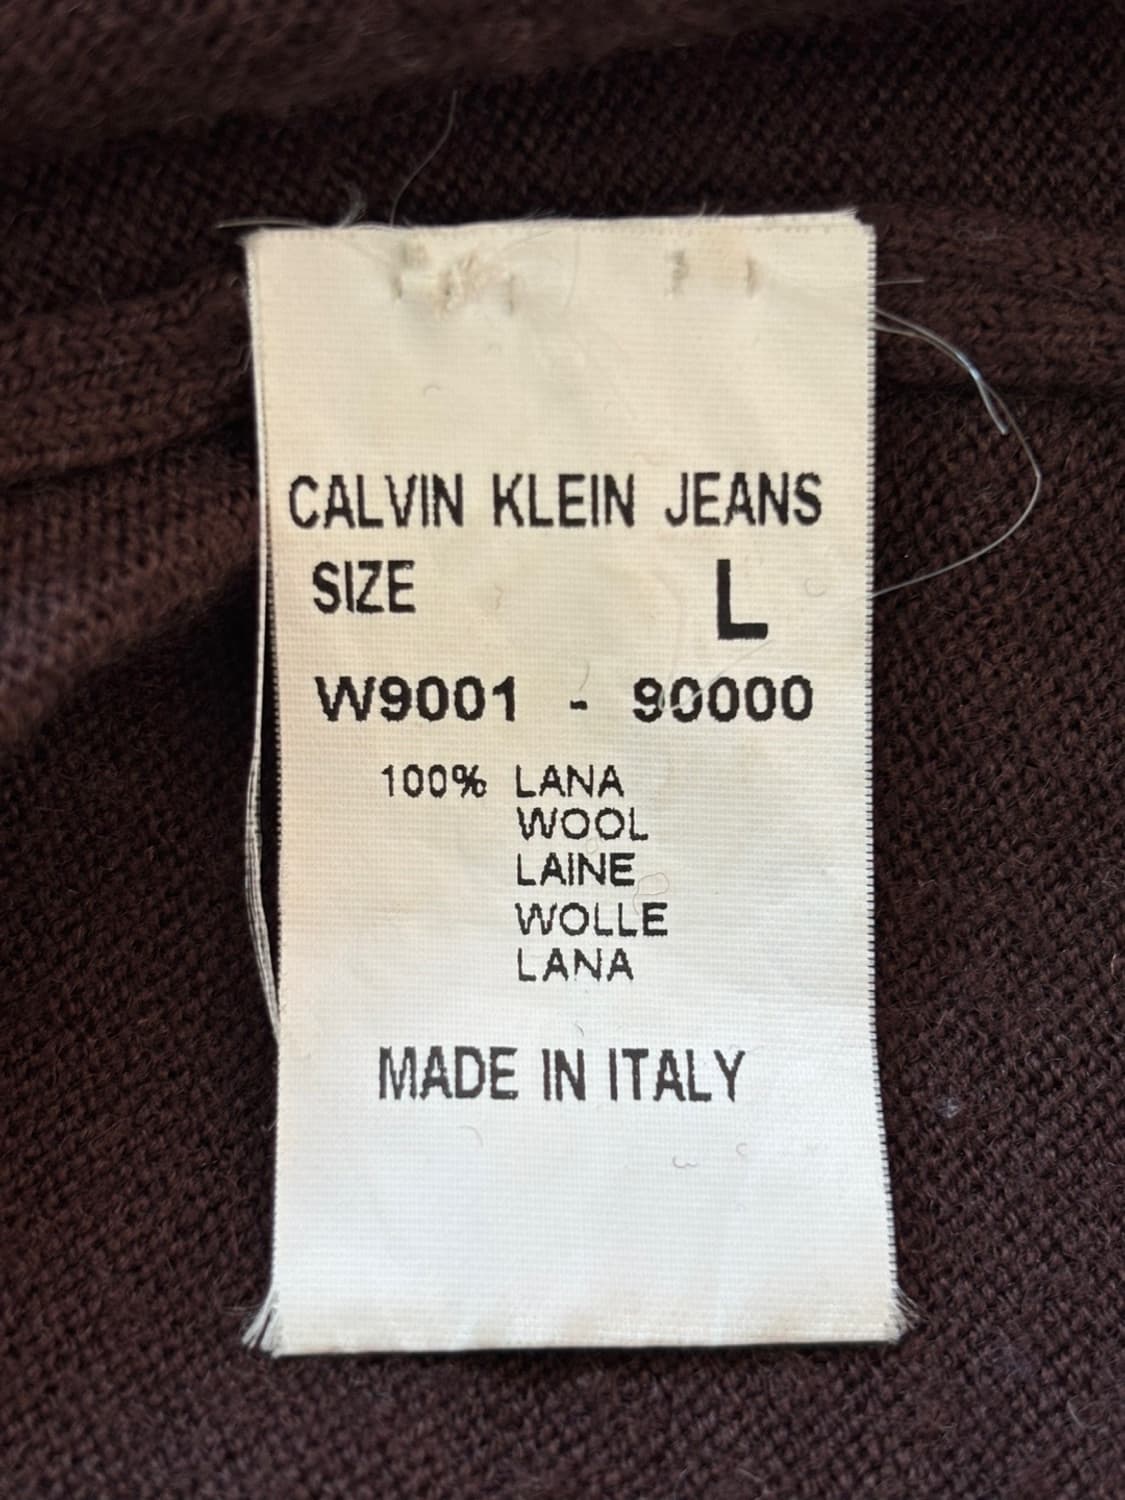 CALVIN KLEIN JEANS
SIZE L
W9001 - 90000
100% LANA
WOOL
LAINE
WOLLE
LANA
MADE IN ITALY